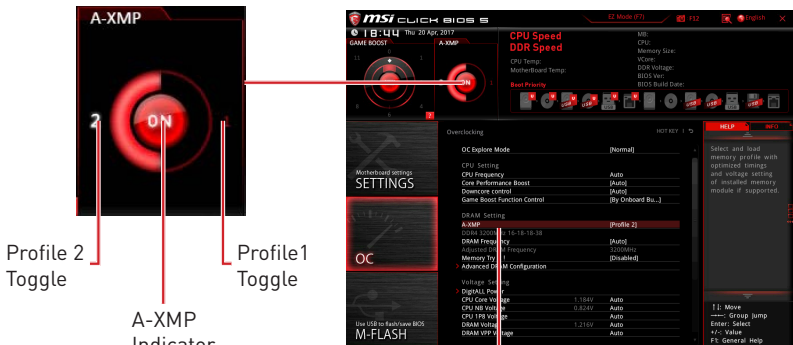 A-XMP
2
ON
1
Profile 2
Toggle
Profile1
Toggle
A-XMP
Indicator
msi CLICK BIOS 5
EZ Mode (F7)
F12
English
X
18:44 Thu 20 Apr, 2017
GAME BOOST
A-XMP
ON
CPU Speed
DDR Speed
CPU Temp:
MotherBoard Temp:
MB:
CPU:
Memory Size:
VCore:
DDR Voltage:
BIOS Ver:
BIOS Build Date:
Boot Priority
Motherboard settings
SETTINGS
OC
Use USB to flash/save BIOS
M-FLASH
Overclocking
HOT KEY
OC Explore Mode [Normal]
CPU Setting
CPU Frequency Auto
Core Performance Boost [Auto]
Downcore control [Auto]
Game Boost Function Control [By Onboard Bu...]
DRAM Setting
A-XMP [Profile 2]
DDR4 3200MHz 16-18-18-38
DRAM Frequency [Auto]
Adjusted DRAM Frequency 3200MHz
Memory Try [Disabled]
> Advanced DRAM Configuration
Voltage Setting
> DigitALL Power
CPU Core Voltage 1.184V Auto
CPU NB Voltage 0.824V Auto
CPU 1P8 Voltage Auto
DRAM Voltage 1.216V Auto
DRAM VPP Voltage Auto
HELP
INFO
Select and load
memory profile with
optimized timings
and voltage setting
of installed memory
module if supported.
↑↓: Move
→←: Group Jump
Enter: Select
+/-: Value
F1: General Help